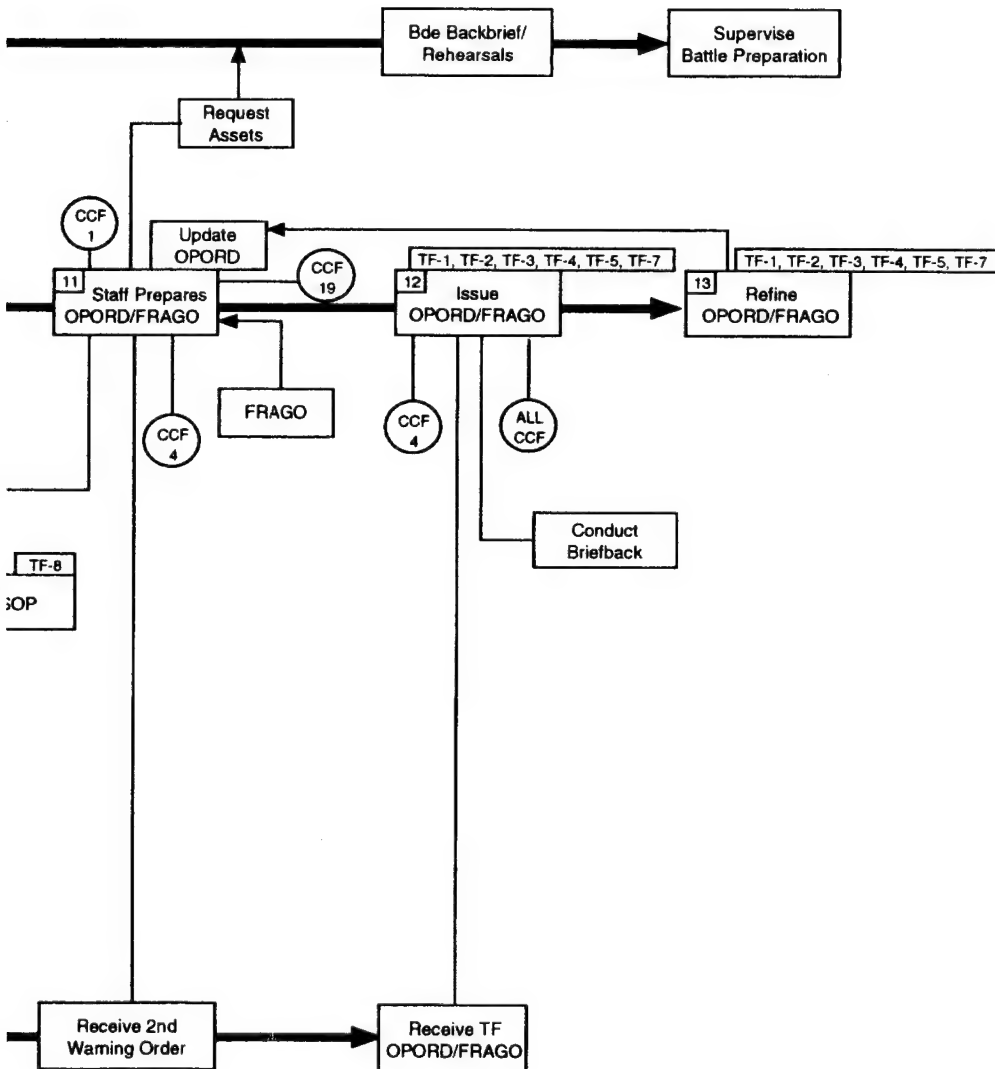 Bde Backbrief/
Rehearsals
Supervise
Battle Preparation
Request
Assets
CCF
1
Update
OPORD
CCF
19
TF-1, TF-2, TF-3, TF-4, TF-5, TF-7
TF-1, TF-2, TF-3, TF-4, TF-5, TF-7
11
Staff Prepares
OPORD/FRAGO
12
Issue
OPORD/FRAGO
13
Refine
OPORD/FRAGO
FRAGO
CCF
4
CCF
4
ALL
CCF
Conduct
Briefback
TF-8
SOP
Receive 2nd
Warning Order
Receive TF
OPORD/FRAGO